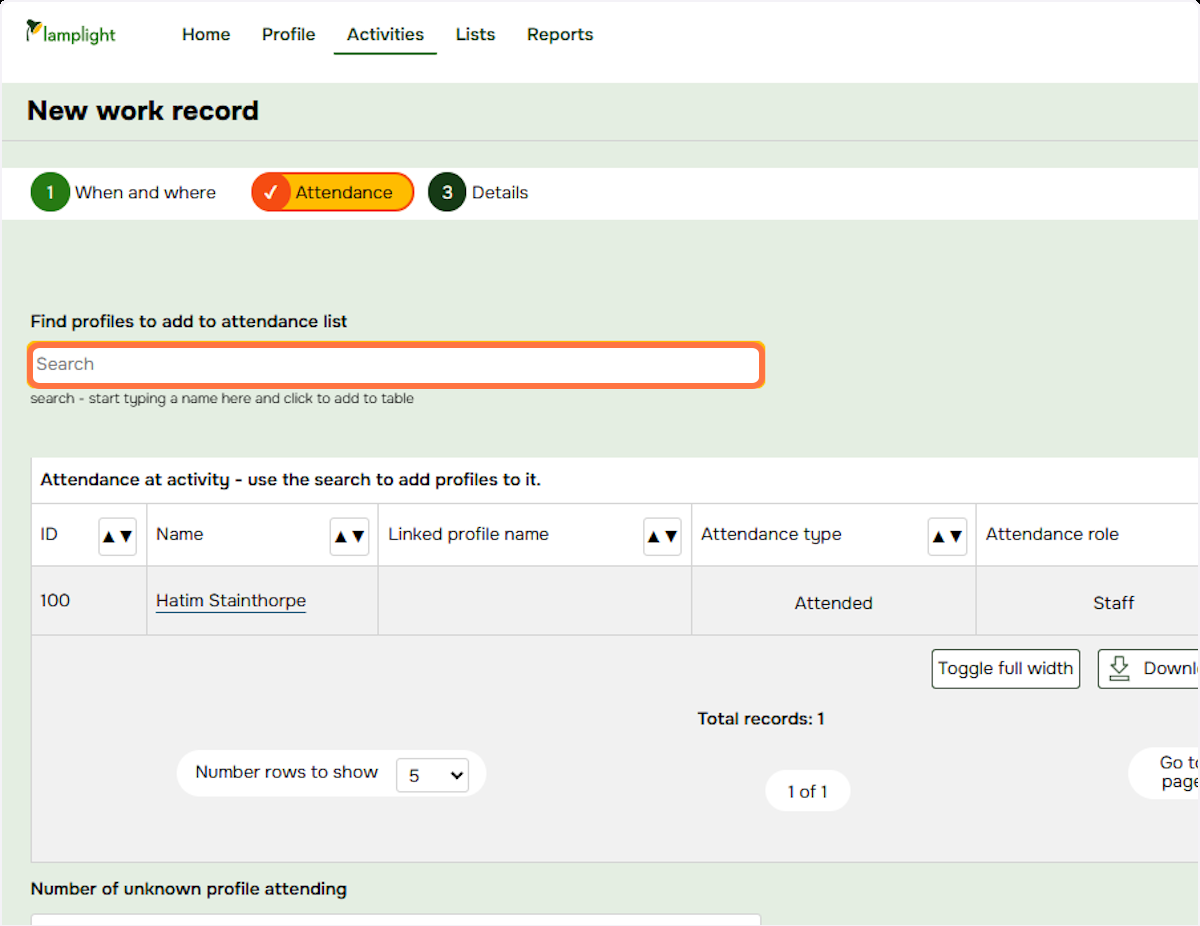 lamplight
Home Profile Activities Lists Reports
New work record
1 When and where ✓ Attendance 3 Details
Find profiles to add to attendance list
Search
search - start typing a name here and click to add to table
Attendance at activity - use the search to add profiles to it.
ID ▲▼ Name ▲▼ Linked profile name ▲▼ Attendance type ▲▼ Attendance role
100 Hatim Stainthorpe Attended Staff
Toggle full width Downl
Total records: 1
Number rows to show 5
1 of 1
Go to
page
Number of unknown profile attending